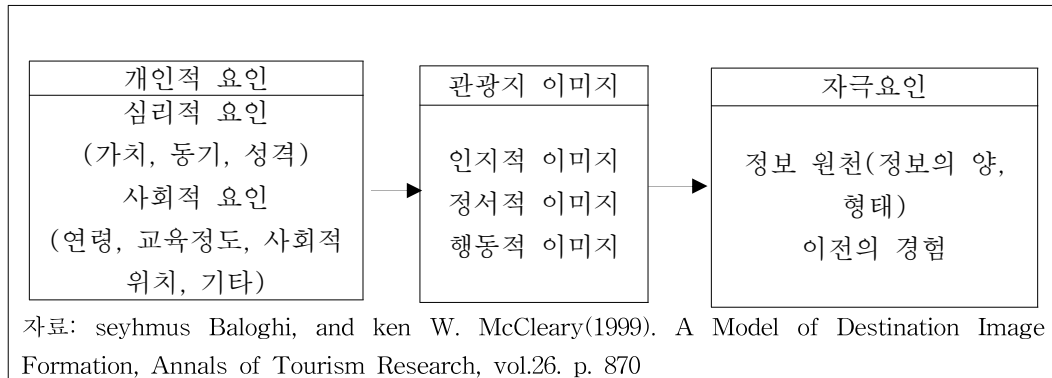 개인적 요인
심리적 요인
(가치, 동기, 성격)
사회적 요인
(연령, 교육정도, 사회적
위치, 기타)
관광지 이미지
인지적 이미지
정서적 이미지
행동적 이미지
자극요인
정보 원천(정보의 양,
형태)
이전의 경험
자료: seyhmus Baloghi, and ken W. McCleary(1999). A Model of Destination Image
Formation, Annals of Tourism Research, vol.26. p. 870